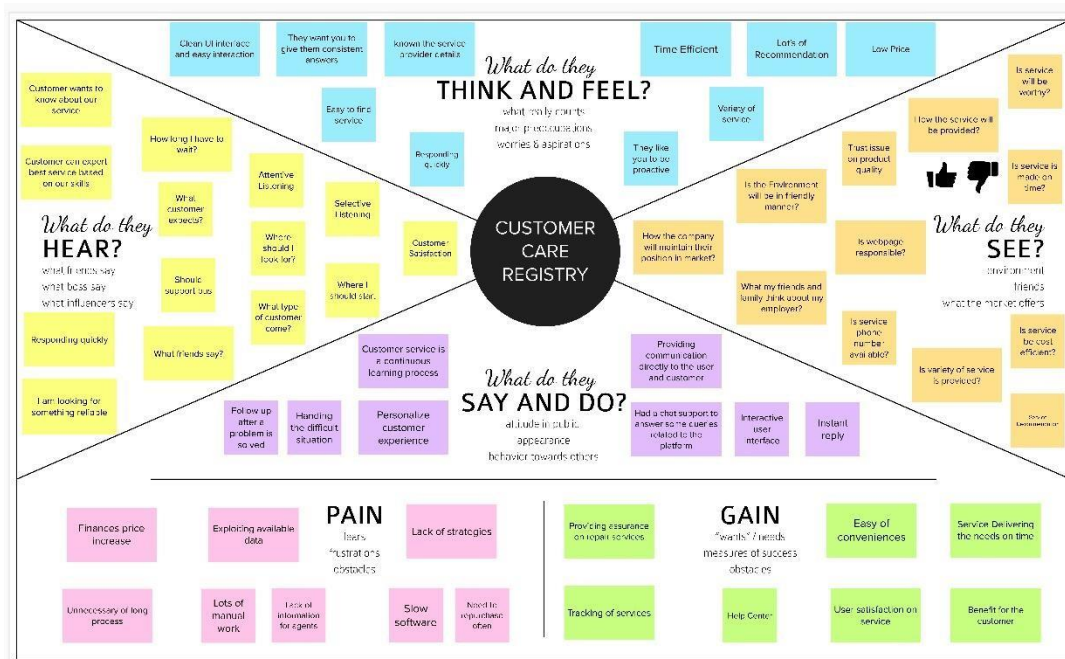 Clean UI interface
and easy interaction
They want you to
give them consistent
answers
known the service
provider details
What do they
THINK AND FEEL?
what really counts
major preoccupations
worries & aspirations
Time Efficient
Lot's of
Recommendation
Low Price
Easy to find
service
Responding
quickly
Variety of
service
They like
you to be
proactive
Customer wants to
know about our
service
How long I have to
wait?
Customer can expert
best service based
on our skills
Attentive
Listening
What
customer
expects?
Selective
Listening
What do they
HEAR?
what friends say
what boss say
what influencers say
Where
should I
look for?
Customer
Satisfaction
Should
support bus
Where I
should star.
What type
of customer
come?
Responding quickly
What friends say?
I am looking for
something reliable
CUSTOMER
CARE
REGISTRY
Is service
will be
worthy?
How the service will
be provided?
Trust issue
on product
quality
Is service is
made on
time?
Is the Environment
will be in friendly
manner?
How the company
will maintain their
position in market?
Is webpage
responsible?
What do they
SEE?
environment
friends
what the market offers
What my friends and
family think about my
employer?
Is service
phone
number
available?
Is service
be cost
efficient?
Is variety of service
is provided?
Service
Customer service is
a continuous
learning process
What do they
SAY AND DO?
attitude in public
appearance
behavior towards others
Providing
communication
directly to the user
and customer
Follow up
after a
problem is
solved
Handing
the difficult
situation
Personalize
customer
experience
Had a chat support to
answer some queries
related to the
platform
Interactive
user
interface
Instant
reply
PAIN
fears
frustrations
obstacles
Finances price
increase
Exploiting available
data
Lack of strategies
Unnecessary or long
process
Lots of
manual
work
Lack of
information
for agents
Slow
software
Need to
repurchase
often
GAIN
"wants" / needs
measures of success
obstacles
Providing assurance
on repair services
Easy of
conveniences
Service Delivering
the needs on time
Tracking of services
Help Center
User satisfaction on
service
Benefit for the
customer